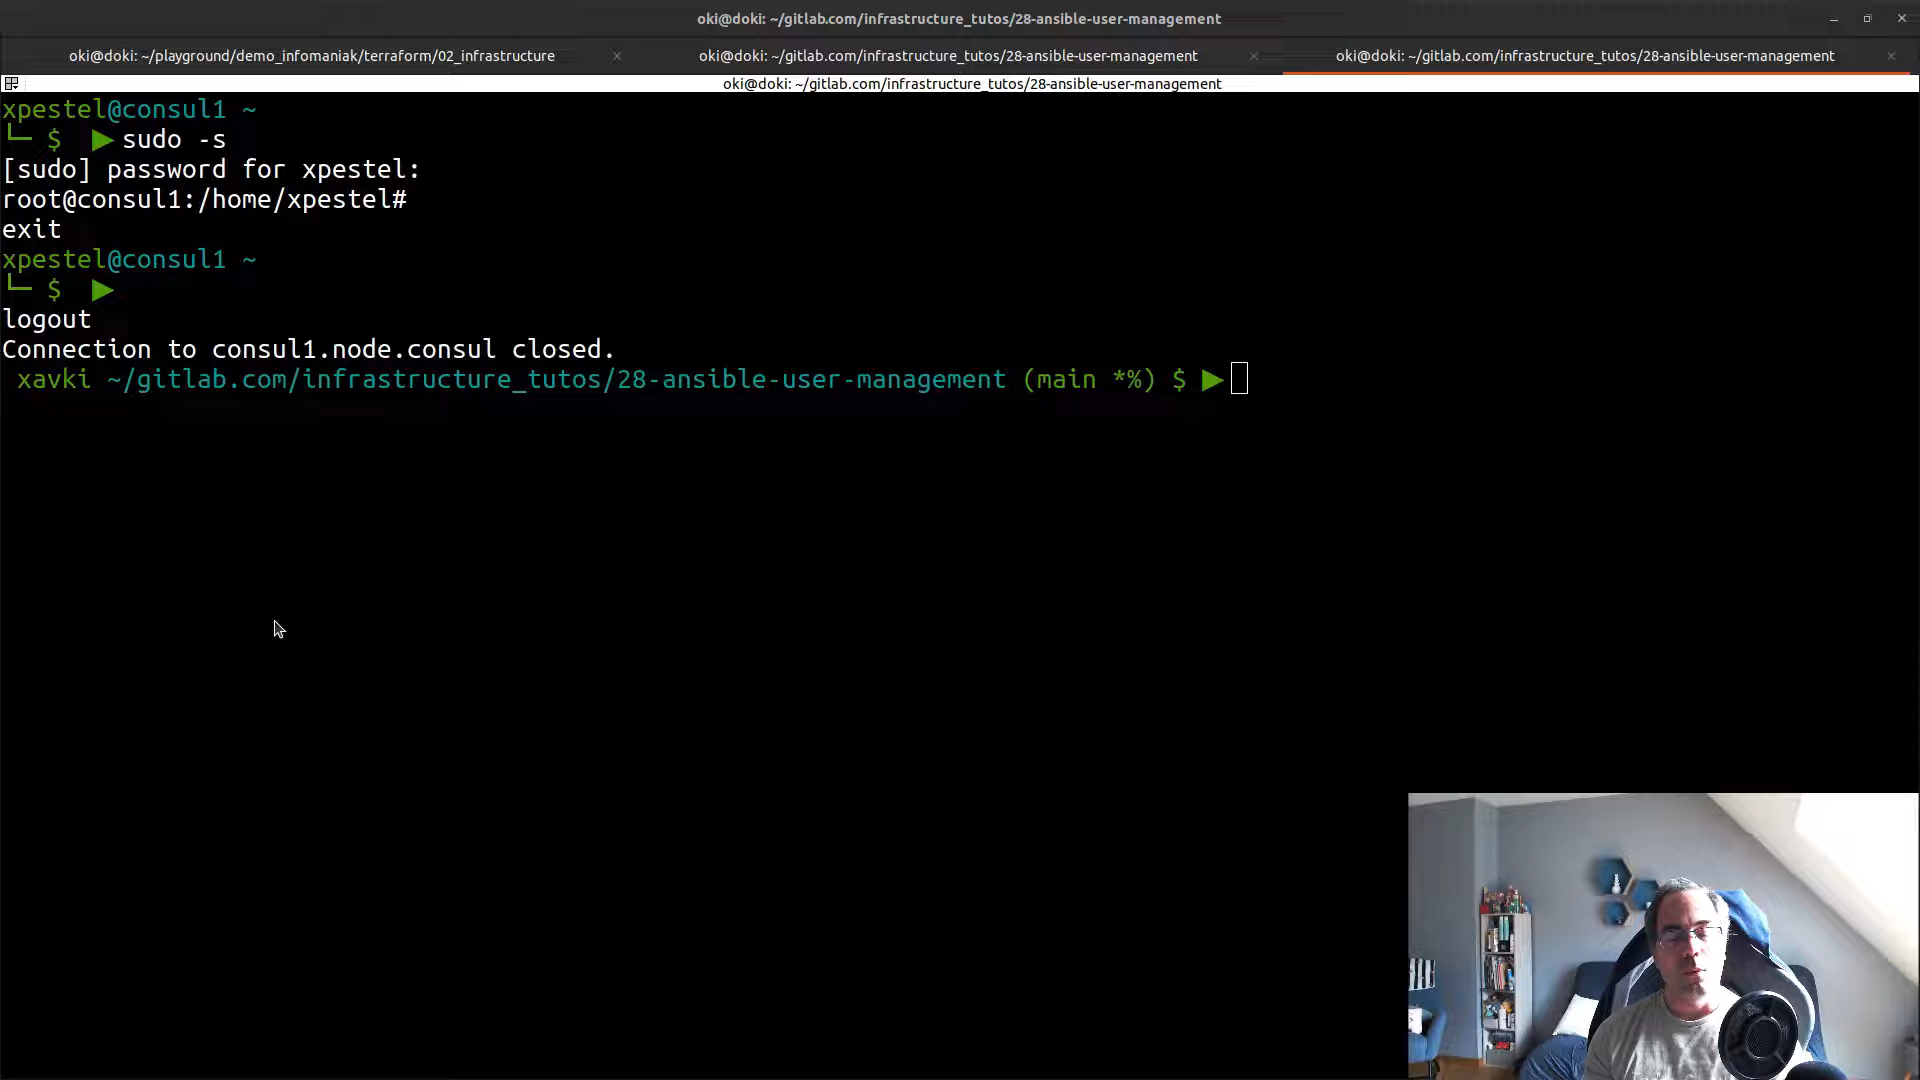 oki@doki: ~/gitlab.com/infrastructure_tutos/28-ansible-user-management
oki@doki: ~/playground/demo_infomaniak/terraform/02_infrastructure
oki@doki: ~/gitlab.com/infrastructure_tutos/28-ansible-user-management
oki@doki: ~/gitlab.com/infrastructure_tutos/28-ansible-user-management
oki@doki: ~/gitlab.com/infrastructure_tutos/28-ansible-user-management
xpestel@consul1 ~
└─ $ ▶ sudo -s
[sudo] password for xpestel:
root@consul1:/home/xpestel#
exit
xpestel@consul1 ~
└─ $ ▶
logout
Connection to consul1.node.consul closed.
xavki ~/gitlab.com/infrastructure_tutos/28-ansible-user-management (main *%) $ ▶